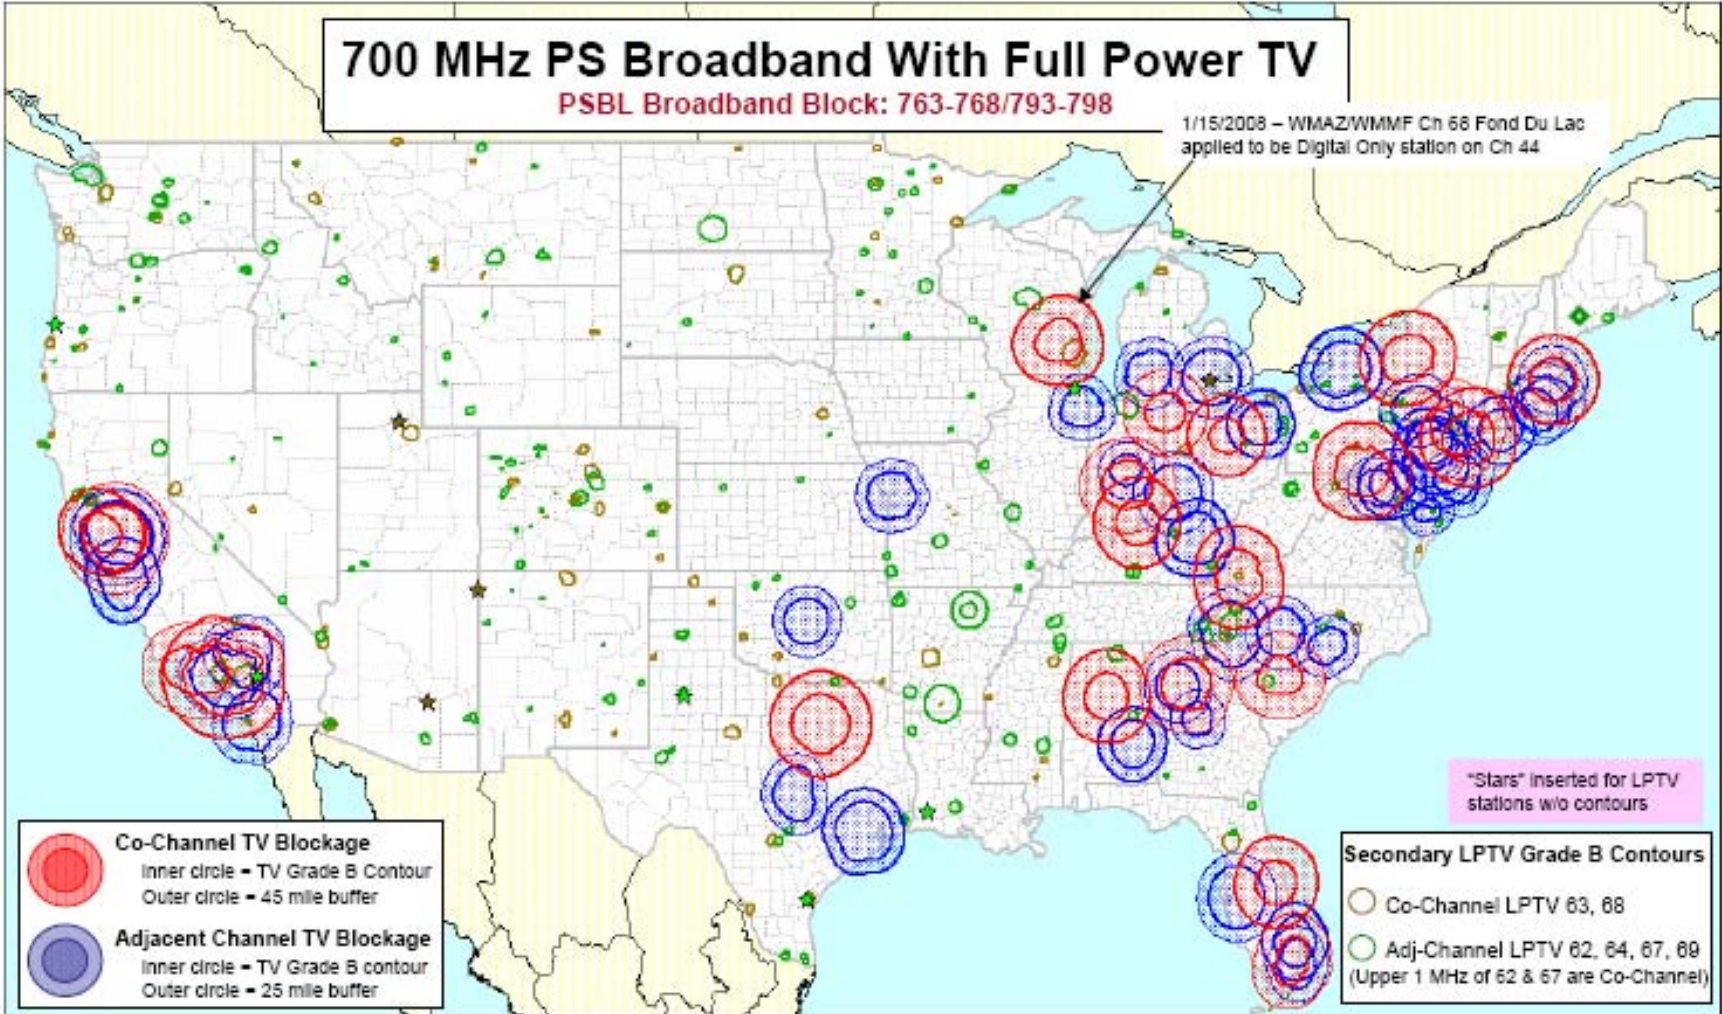 700 MHz PS Broadband With Full Power TV
PSBL Broadband Block: 763-768/793-798
1/15/2008 – WMAZ/WMMF Ch 68 Fond Du Lac
applied to be Digital Only station on Ch 44
"Stars" inserted for LPTV
stations w/o contours
Co-Channel TV Blockage
Inner circle = TV Grade B Contour
Outer circle = 45 mile buffer
Adjacent Channel TV Blockage
Inner circle = TV Grade B contour
Outer circle = 25 mile buffer
Secondary LPTV Grade B Contours
Co-Channel LPTV 63, 68
Adj-Channel LPTV 62, 64, 67, 69
(Upper 1 MHz of 62 & 67 are Co-Channel)